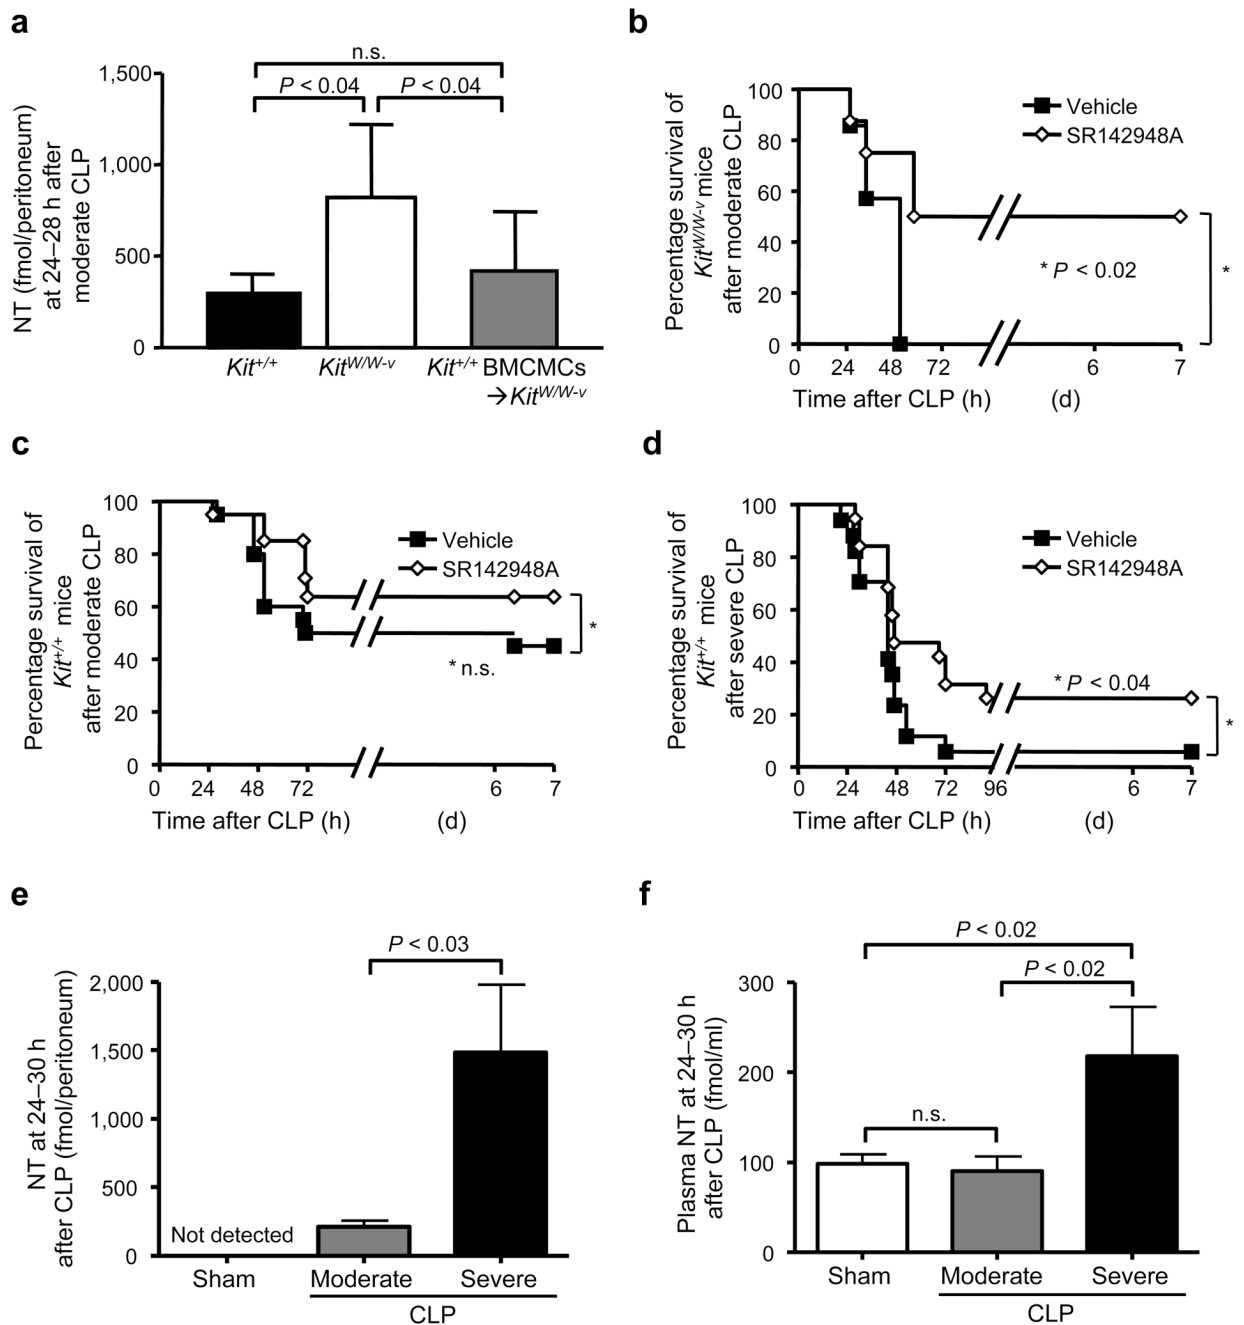 a
n.s.
P < 0.04
P < 0.04
NT (fmol/peritoneum)
at 24–28 h after
moderate CLP
1,500
1,000
500
0
Kit+/+
KitW/W-v
Kit+/+ BMCMCs
→KitW/W-v
b
Percentage survival of
KitW/W-v mice
after moderate CLP
100
80
60
40
20
0
Vehicle
SR142948A
* P < 0.02
*
0
24
48
72
6
7
Time after CLP (h)
(d)
c
Percentage survival of
Kit+/+ mice
after moderate CLP
100
80
60
40
20
0
Vehicle
SR142948A
* n.s.
*
0
24
48
72
6
7
Time after CLP (h)
(d)
d
Percentage survival of
Kit+/+ mice
after severe CLP
100
80
60
40
20
0
Vehicle
SR142948A
* P < 0.04
*
0
24
48
72
96
6
7
Time after CLP (h)
(d)
e
NT at 24–30 h
after CLP (fmol/peritoneum)
P < 0.03
2,000
1,500
1,000
500
0
Not detected
Sham
Moderate
Severe
CLP
f
Plasma NT at 24–30 h
after CLP (fmol/ml)
P < 0.02
P < 0.02
n.s.
300
200
100
0
Sham
Moderate
Severe
CLP